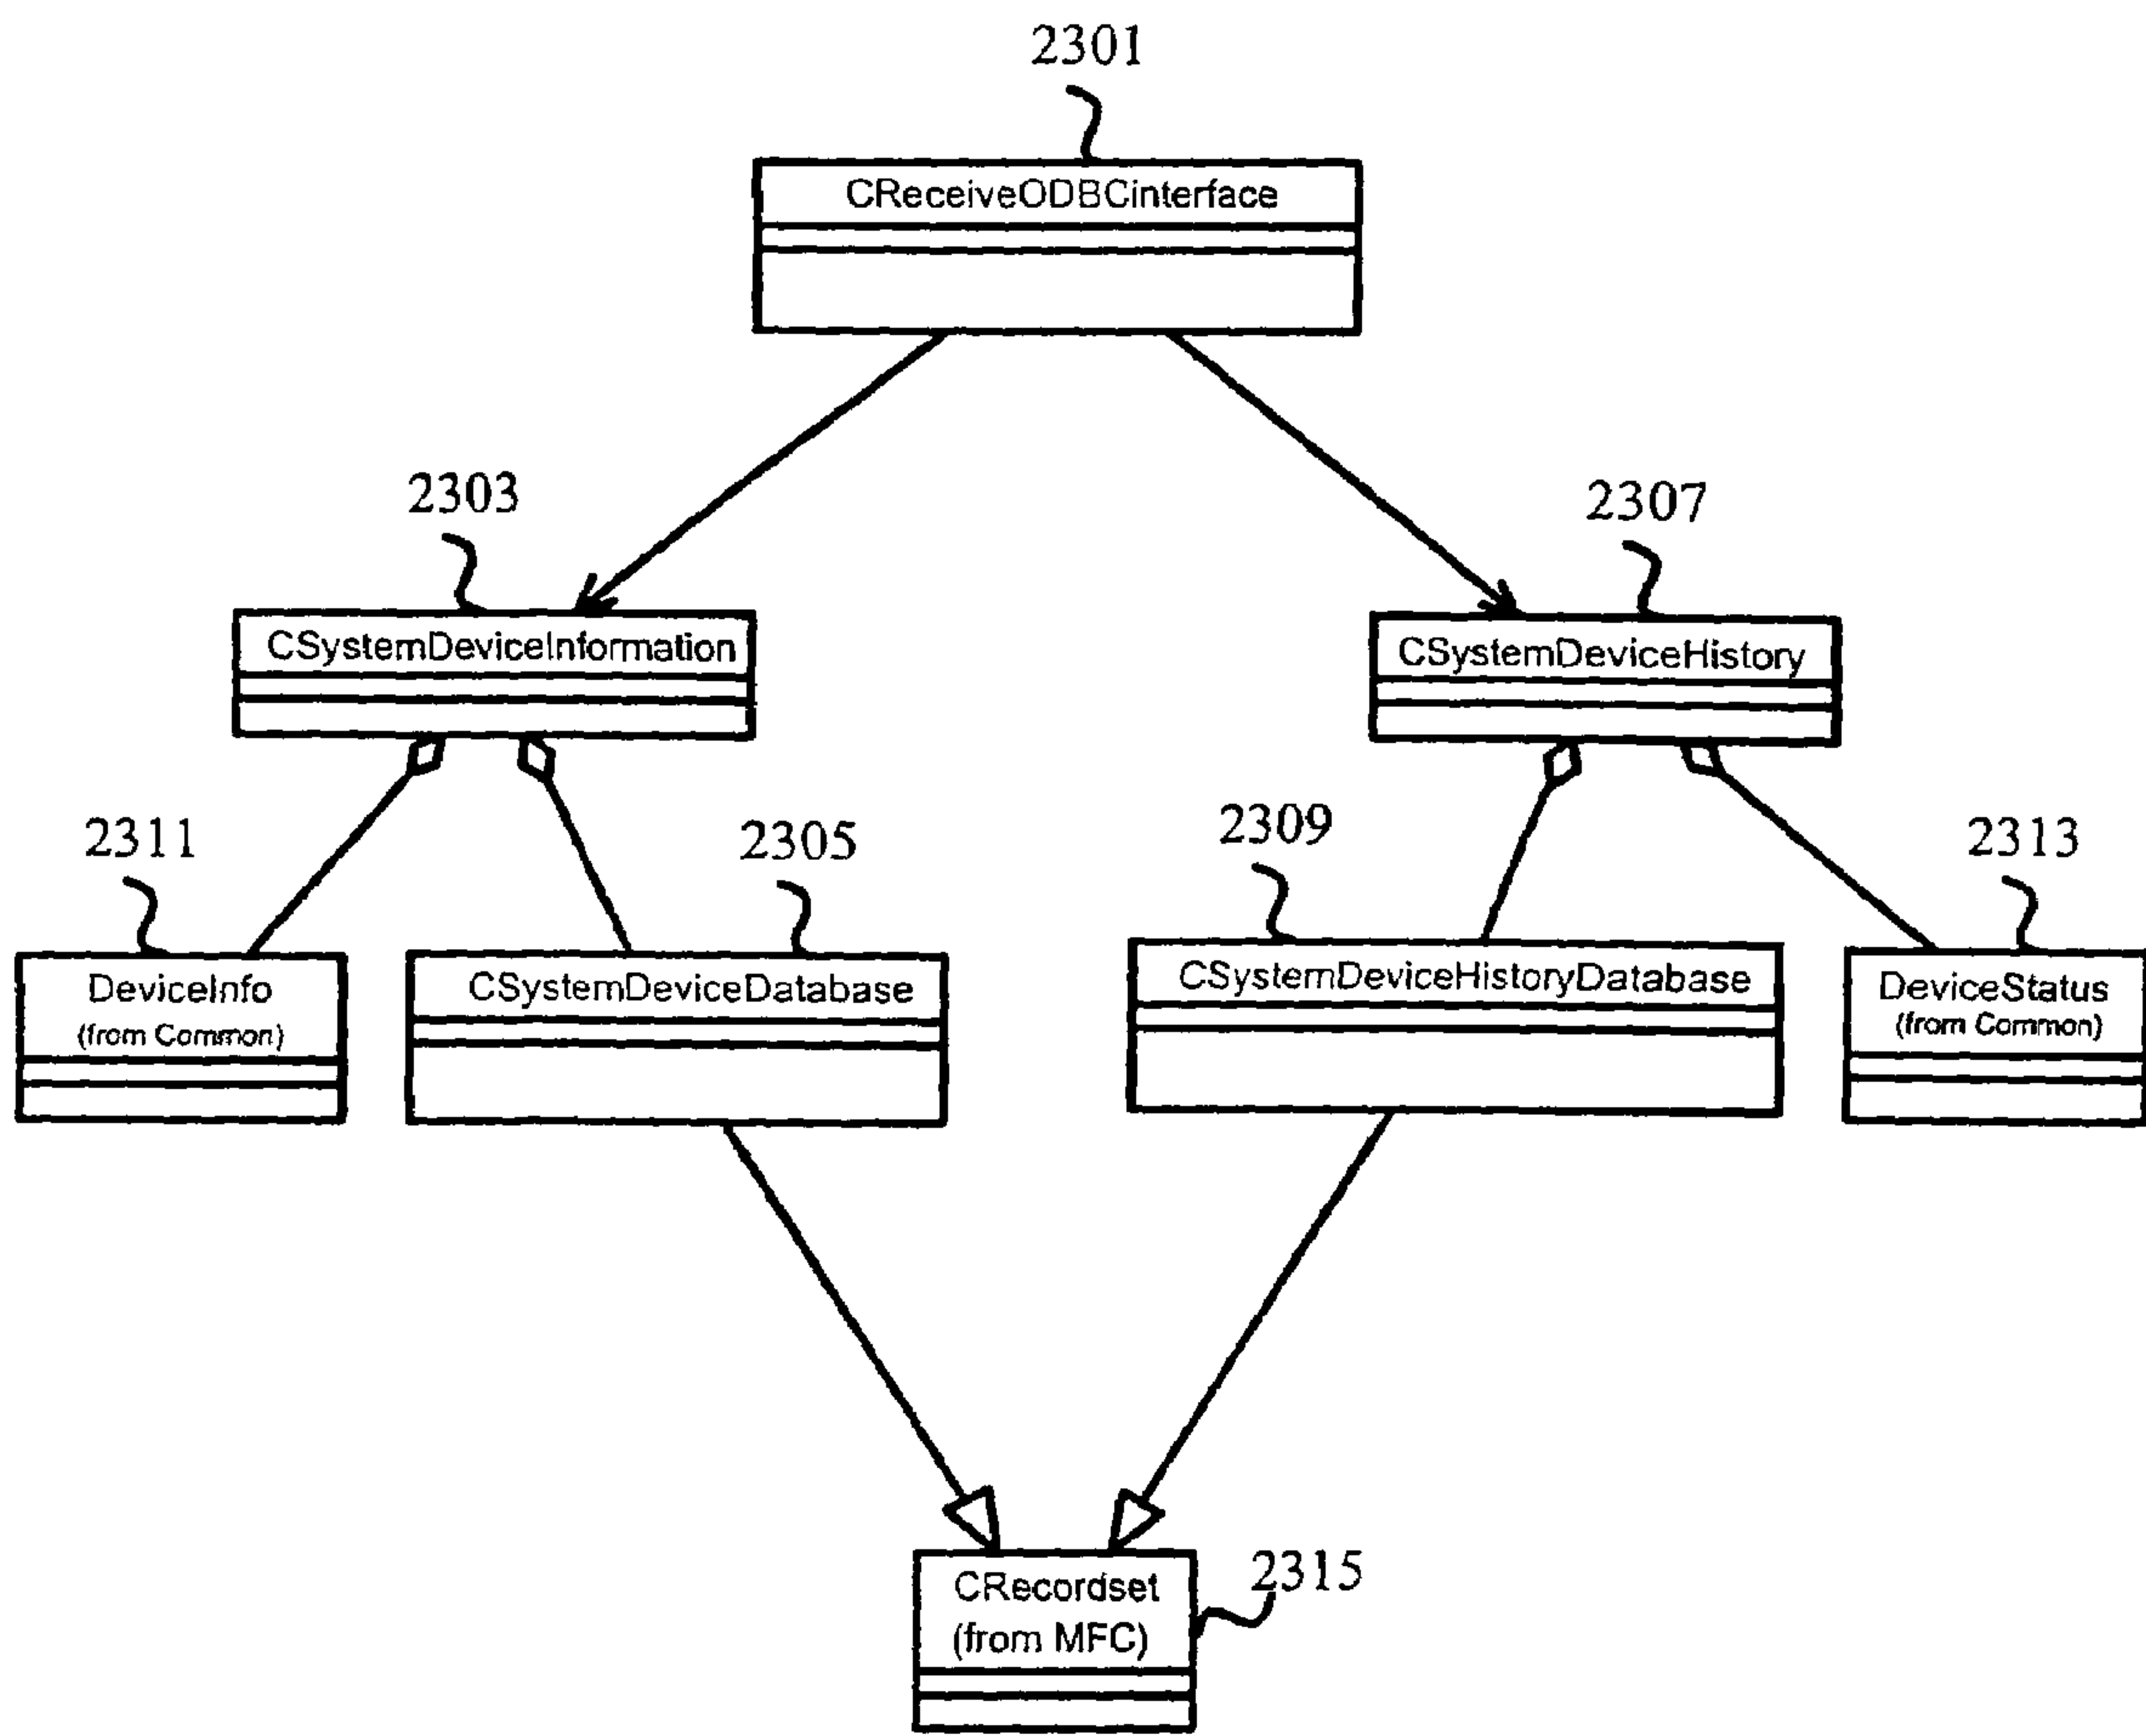 2301
CReceiveODBCinterface
2303
2307
CSystemDeviceInformation
CSystemDeviceHistory
2311
2305
2309
2313
DeviceInfo
(from Common)
CSystemDeviceDatabase
CSystemDeviceHistoryDatabase
DeviceStatus
(from Common)
CRecordset
(from MFC)
2315